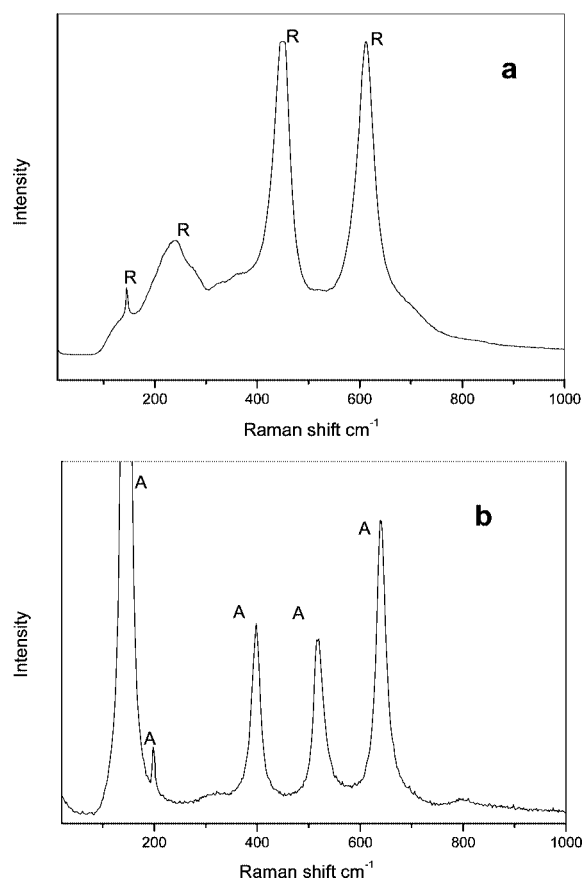 R
R
a
R
R
Intensity
200
400
600
800
1000
Raman shift cm⁻¹
A
b
A
A
A
A
Intensity
200
400
600
800
1000
Raman shift cm⁻¹